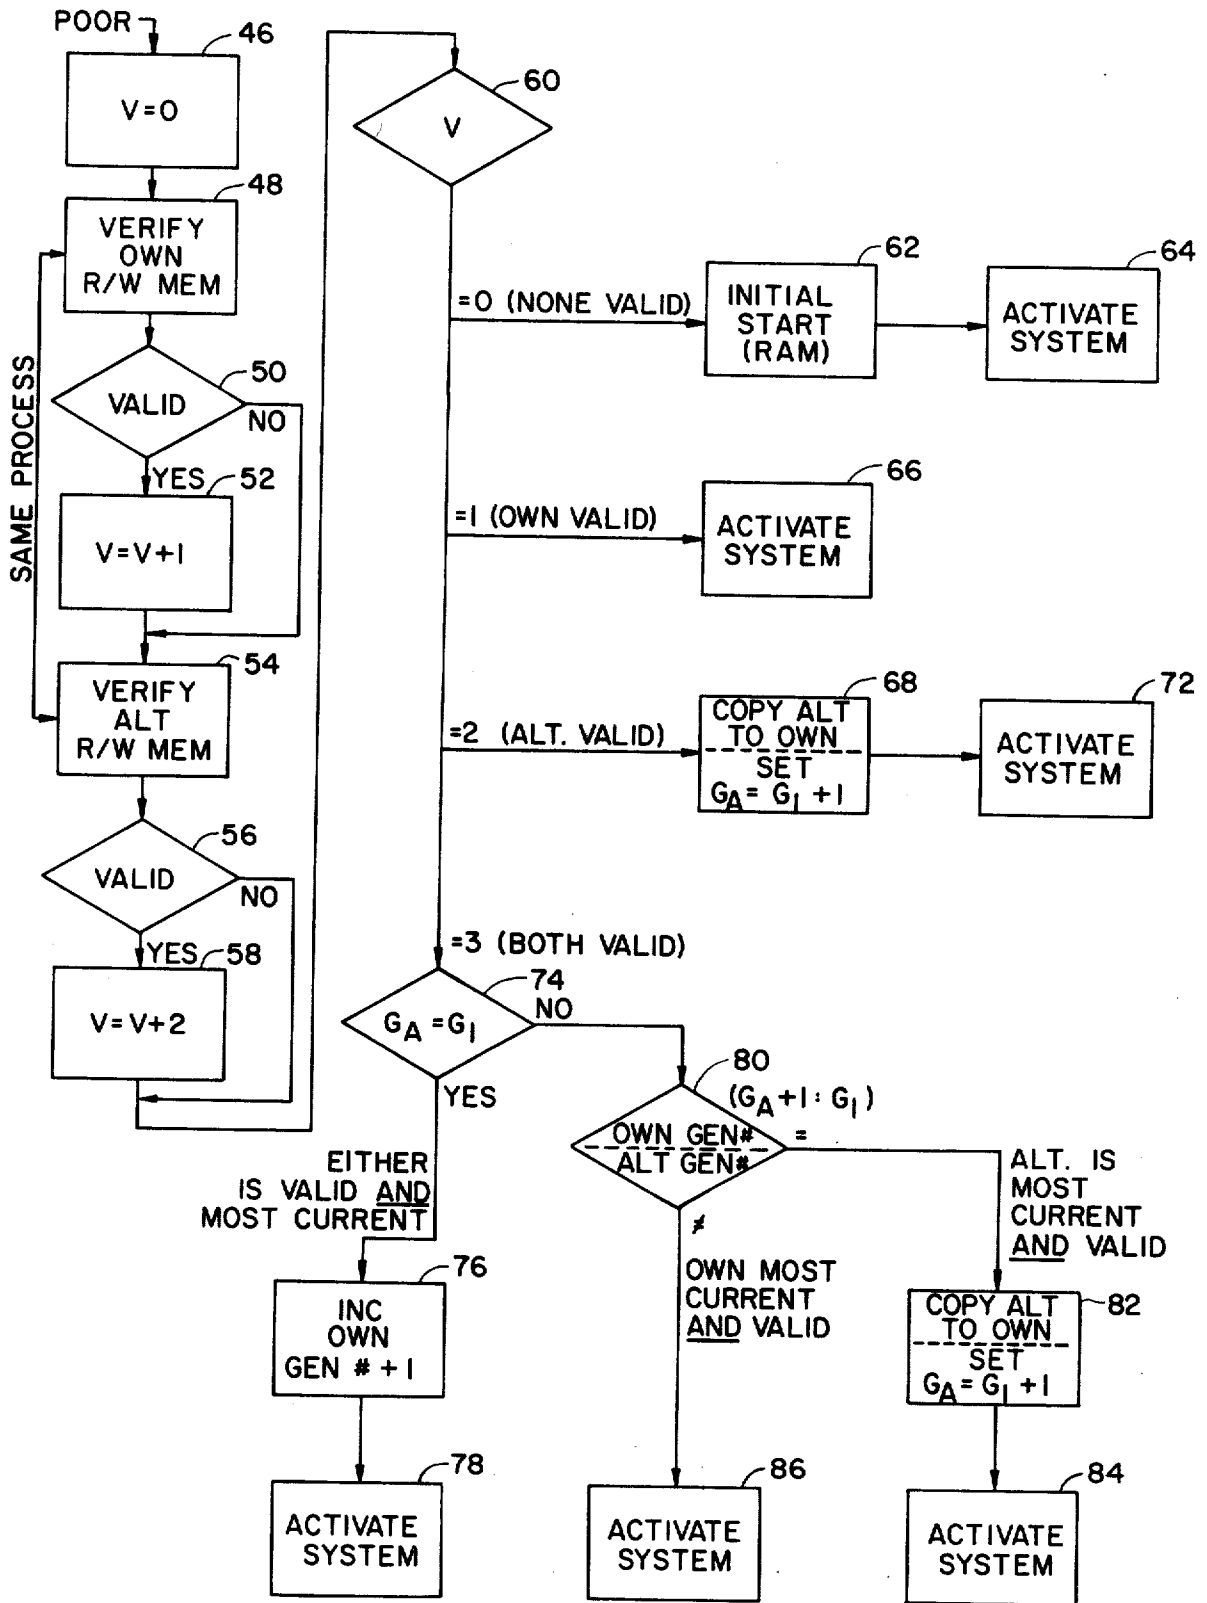 POOR
46
V=0
48
VERIFY
OWN
R/W MEM
SAME PROCESS
50
VALID
NO
YES
52
V=V+1
54
VERIFY
ALT
R/W MEM
56
VALID
NO
YES
58
V=V+2
60
V
=0 (NONE VALID)
62
INITIAL
START
(RAM)
64
ACTIVATE
SYSTEM
=1 (OWN VALID)
66
ACTIVATE
SYSTEM
=2 (ALT. VALID)
68
COPY ALT
TO OWN
SET
GA = G1 +1
72
ACTIVATE
SYSTEM
=3 (BOTH VALID)
74
GA = G1
NO
YES
EITHER
IS VALID AND
MOST CURRENT
76
INC
OWN
GEN # +1
78
ACTIVATE
SYSTEM
80
(GA+1: G1)
OWN GEN#
ALT GEN#
=
≠
OWN MOST
CURRENT
AND VALID
86
ACTIVATE
SYSTEM
ALT. IS
MOST
CURRENT
AND VALID
82
COPY ALT
TO OWN
SET
GA = G1 +1
84
ACTIVATE
SYSTEM